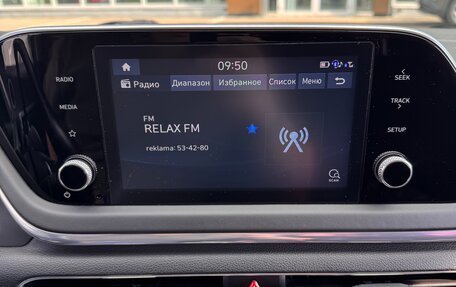 09:50
RADIO
Радио Диапазон Избранное Список Меню
SEEK
MEDIA
TRACK
FM
RELAX FM
SETUP
reklama: 53-42-80
SCAN